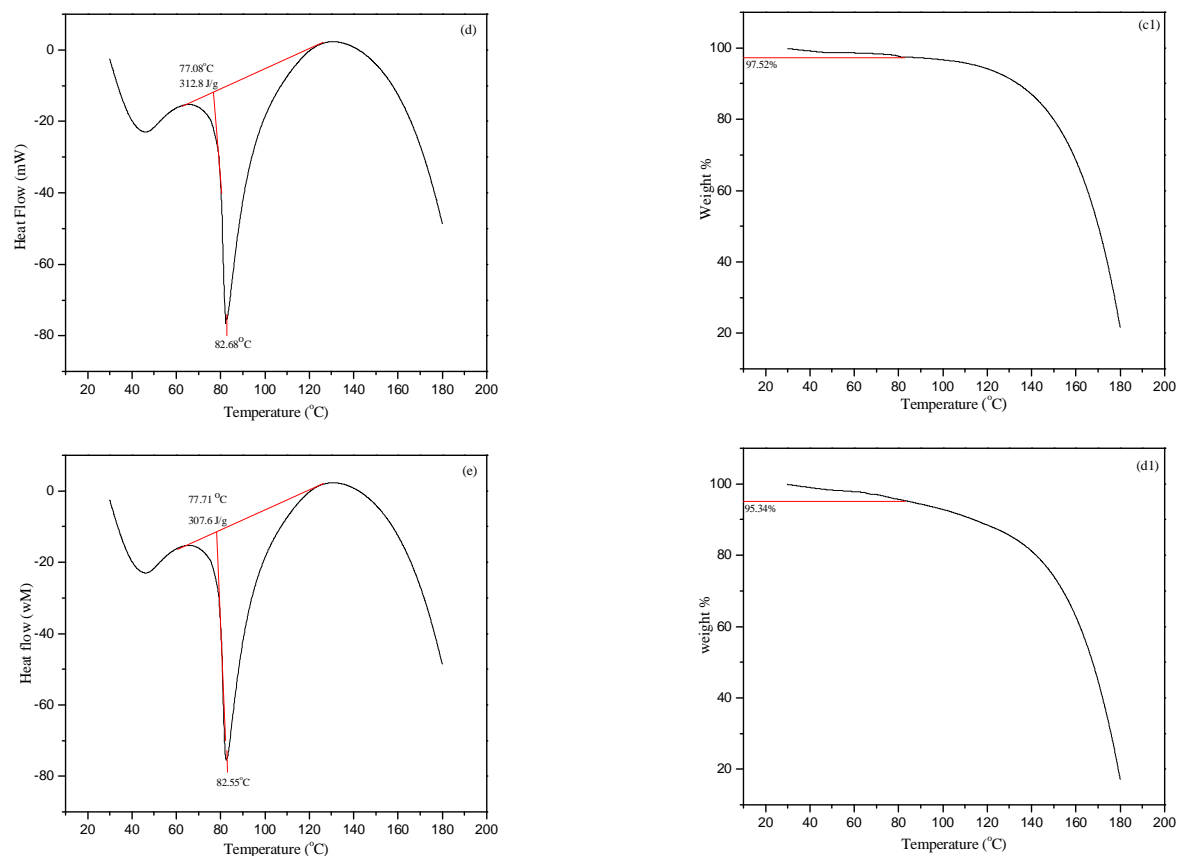 (d)
0
-20
-40
-60
-80
Heat Flow (mW)
77.08°C
312.8 J/g
82.68°C
20 40 60 80 100 120 140 160 180 200
Temperature (°C)
(c1)
100
80
60
40
20
Weight %
97.52%
20 40 60 80 100 120 140 160 180 200
Temperature (°C)
(e)
0
-20
-40
-60
-80
Heat flow (wM)
77.71 °C
307.6 J/g
82.55°C
20 40 60 80 100 120 140 160 180 200
Temperature (°C)
(d1)
100
80
60
40
20
weight %
95.34%
20 40 60 80 100 120 140 160 180 200
Temperature (°C)